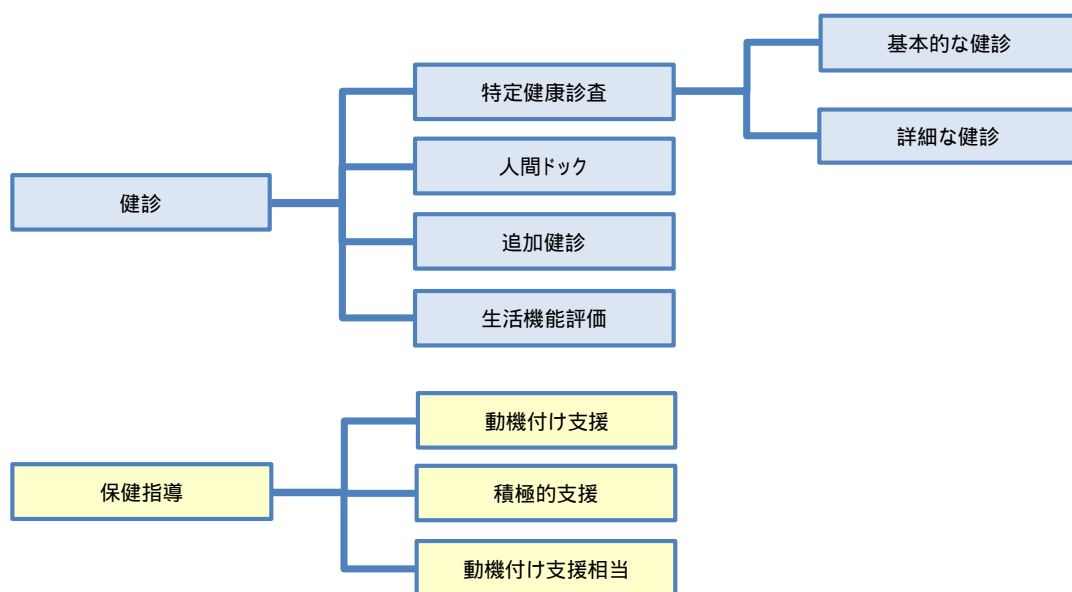 基本的な健診
特定健康診査
詳細な健診
人間ドック
健診
追加健診
生活機能評価
動機付け支援
保健指導
積極的支援
動機付け支援相当